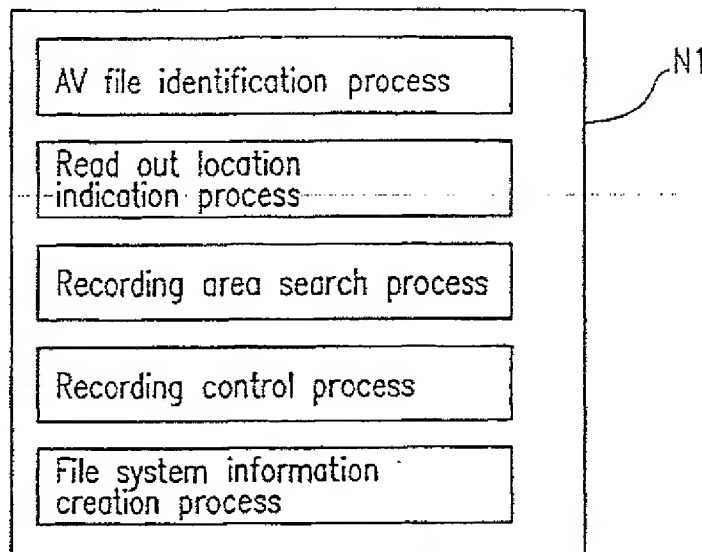 AV file identification process
N1
Read out location
indication process
Recording area search process
Recording control process
File system information
creation process